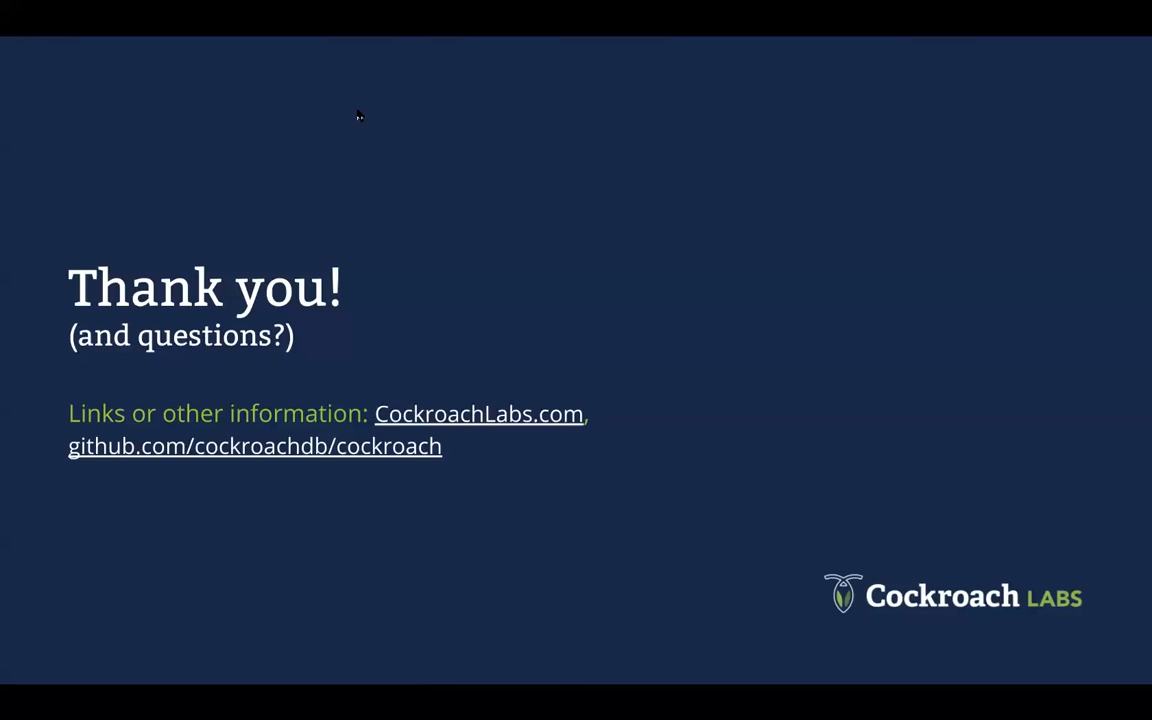 Thank you!
(and questions?)
Links or other information: CockroachLabs.com,
github.com/cockroachdb/cockroach
Cockroach LABS